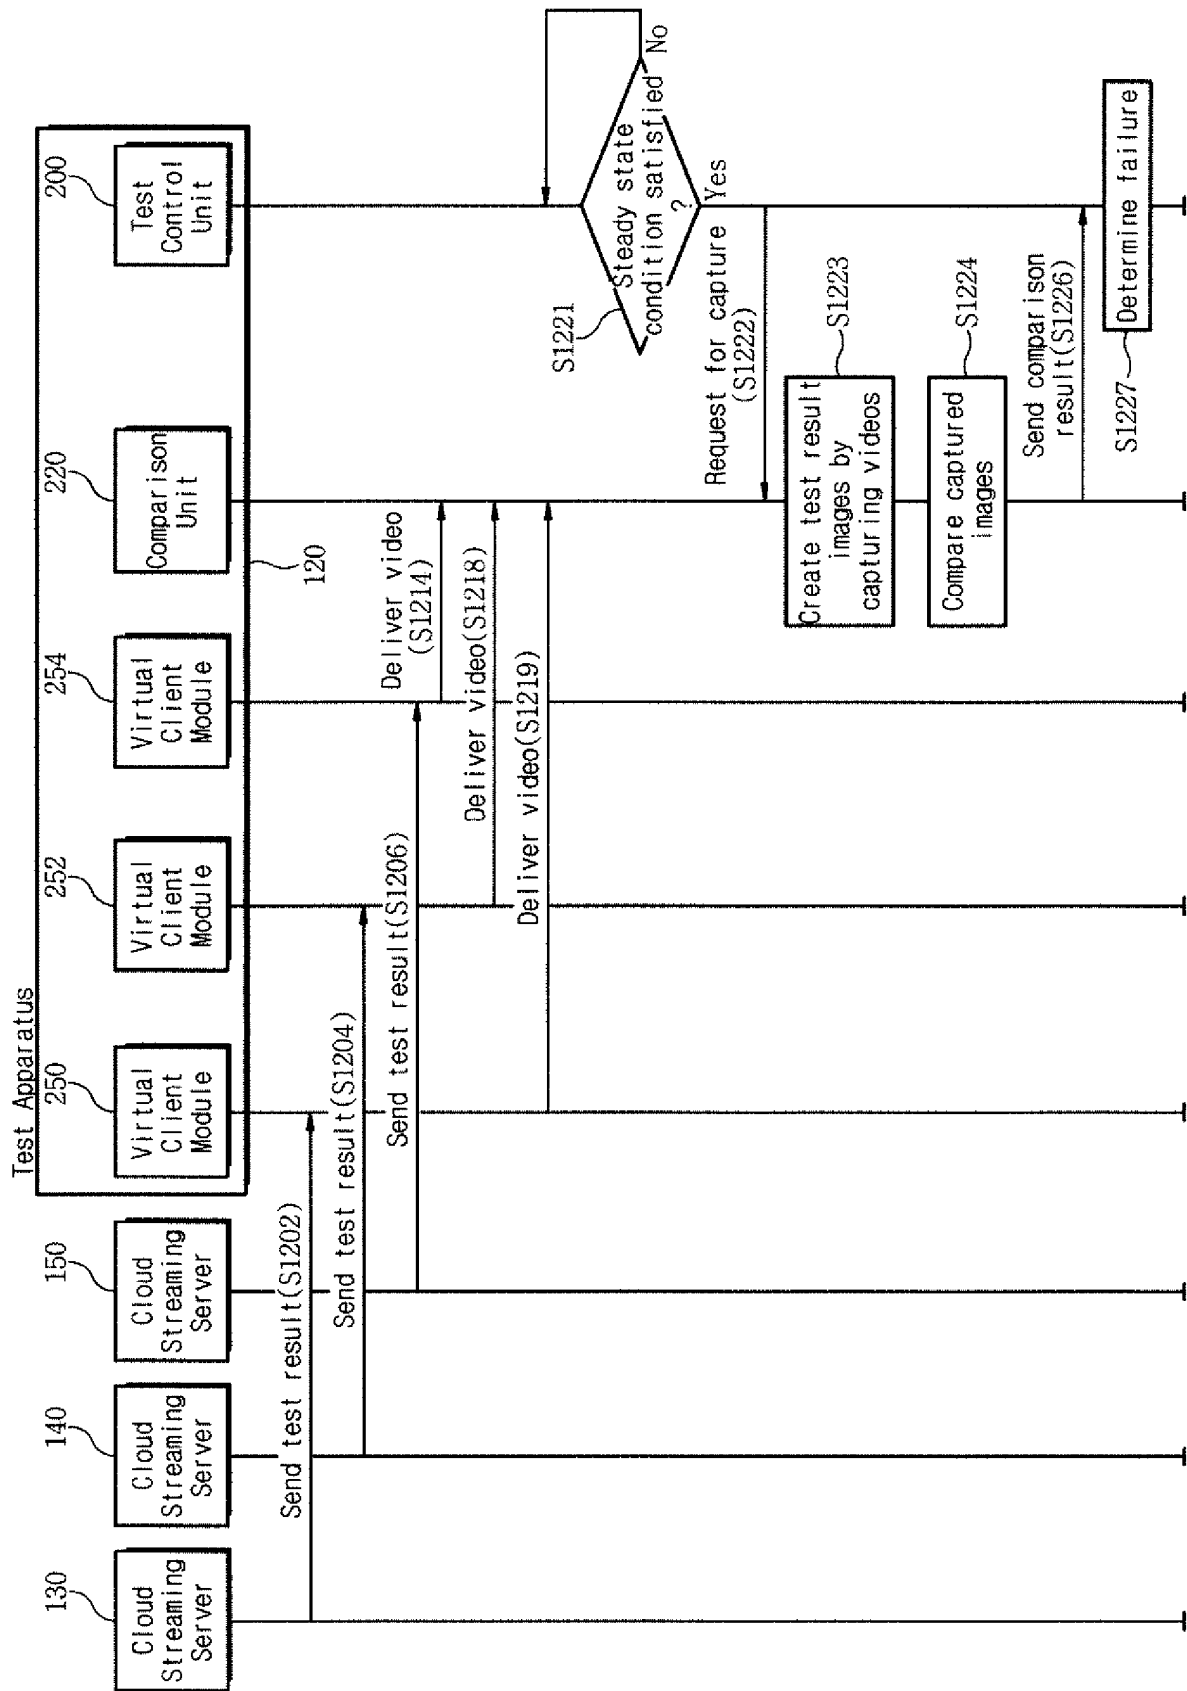 Test Apparatus
130
140
150
250
252
254
220
200
Cloud
Streaming
Server
Cloud
Streaming
Server
Cloud
Streaming
Server
Virtual
Client
Module
Virtual
Client
Module
Virtual
Client
Module
Comparison
Unit
Test
Control
Unit
120
Send test result(S1202)
Send test result(S1204)
Send test result(S1206)
Deliver video
(S1214)
Deliver video(S1218)
Deliver video(S1219)
S1221
Steady state
condition satisfied
?
No
Yes
Request for capture
(S1222)
Create test result
images by
capturing videos
S1223
Compare captured
images
S1224
Send comparison
result(S1226)
Determine failure
S1227